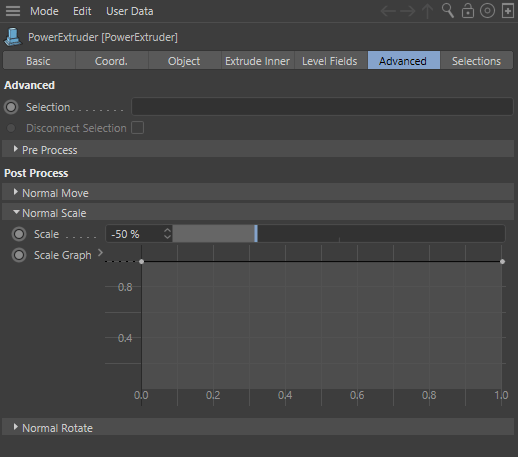 Mode Edit User Data
PowerExtruder [PowerExtruder]
Basic Coord. Object Extrude Inner Level Fields Advanced Selections
Advanced
Selection. . . . . . . .
Disconnect Selection
Pre Process
Post Process
Normal Move
Normal Scale
Scale . . . . . -50 %
Scale Graph
0.8
0.4
0.0 0.2 0.4 0.6 0.8 1.0
Normal Rotate